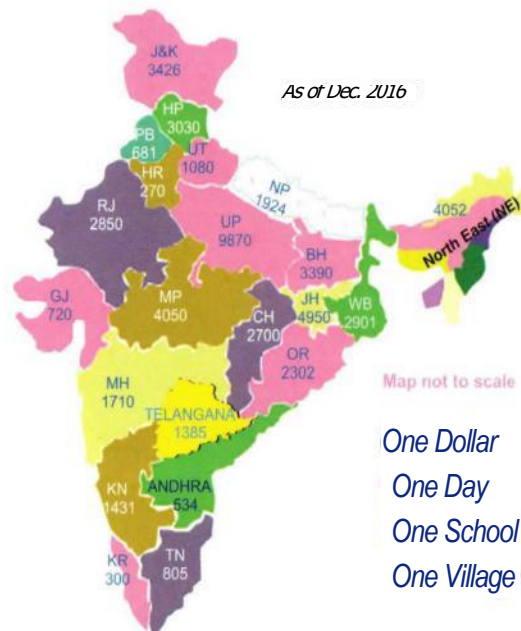 J&K
3426
As of Dec. 2016
HP
3030
PB
681
UT
1080
HR
270
NP
1924
RJ
2850
UP
9870
4052
North East (NE)
BH
3390
GJ
720
MP
4050
CH
2700
JH
4950
WB
2901
OR
2302
MH
1710
Map not to scale
TELANGANA
1385
One Dollar
One Day
One School
One Village
KN
1431
ANDHRA
534
KR
300
TN
805